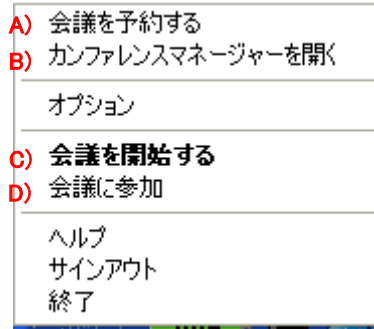 A) 会議を予約する
B) カンファレンスマネージャーを開く
オプション
C) 会議を開始する
D) 会議に参加
ヘルプ
サインアウト
終了